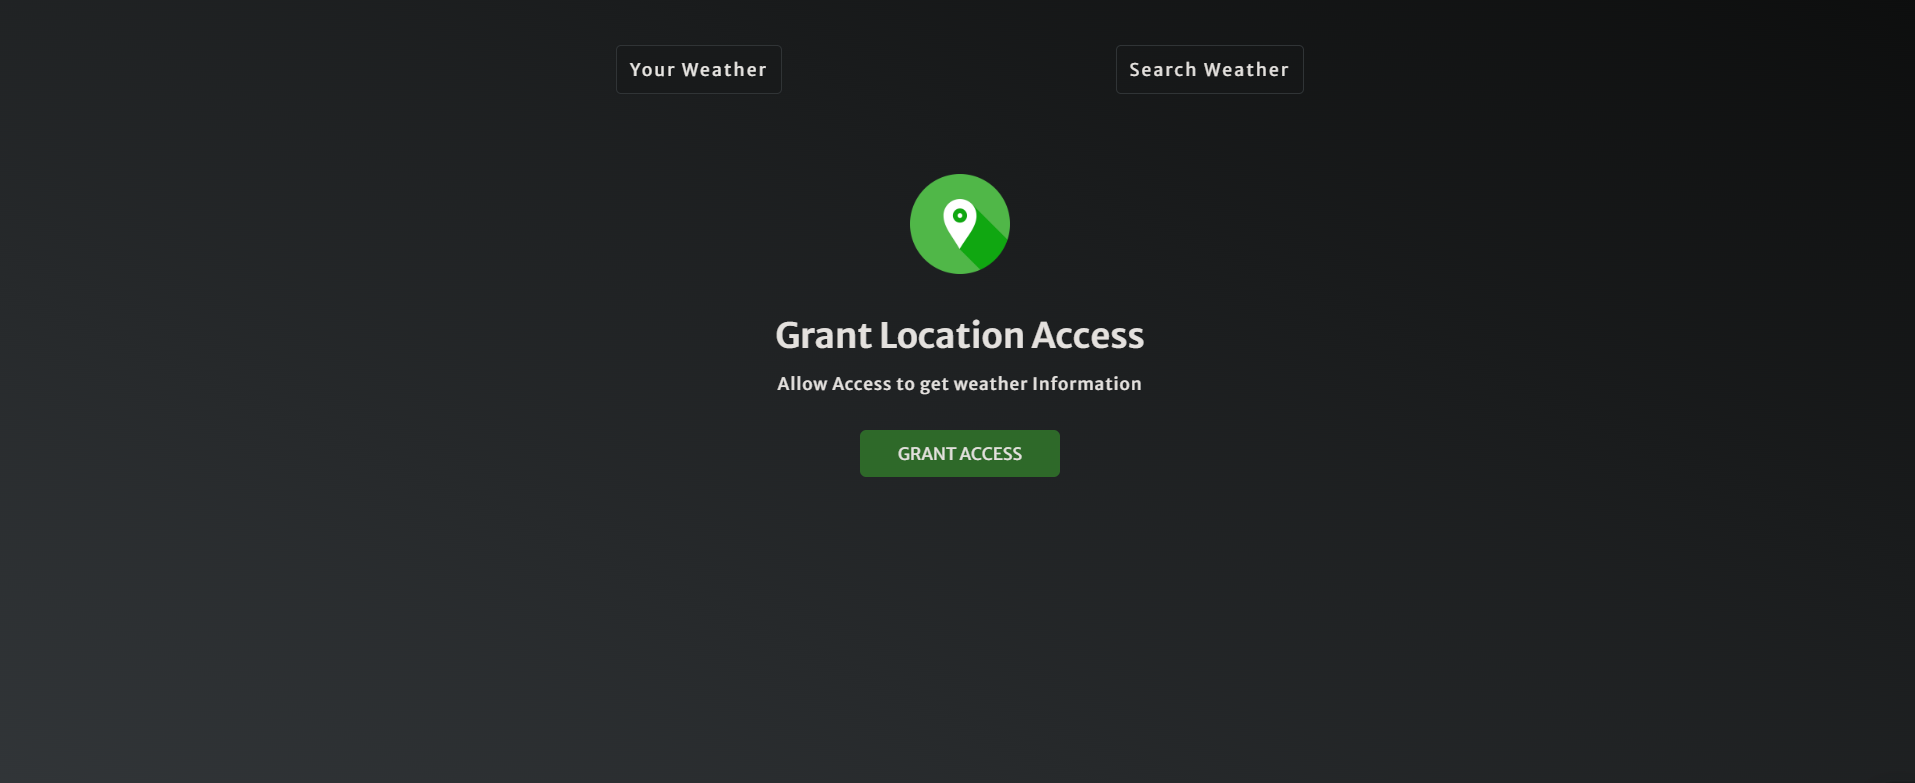 Your Weather
Search Weather
Grant Location Access
Allow Access to get weather Information
GRANT ACCESS